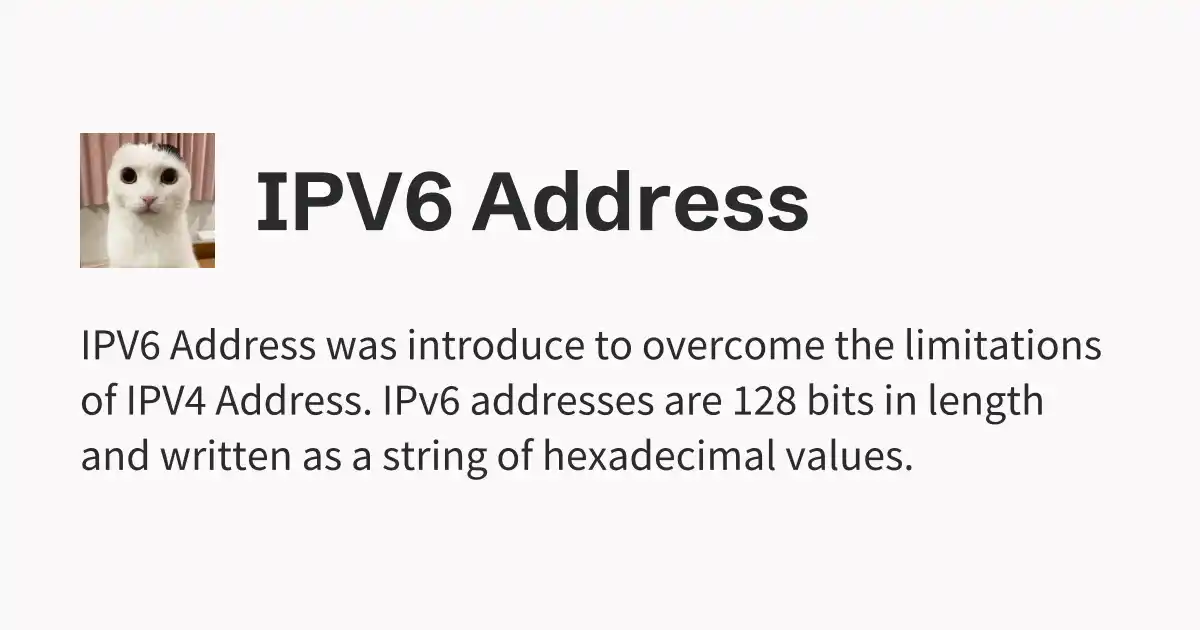 IPV6 Address
IPV6 Address was introduce to overcome the limitations
of IPV4 Address. IPv6 addresses are 128 bits in length
and written as a string of hexadecimal values.